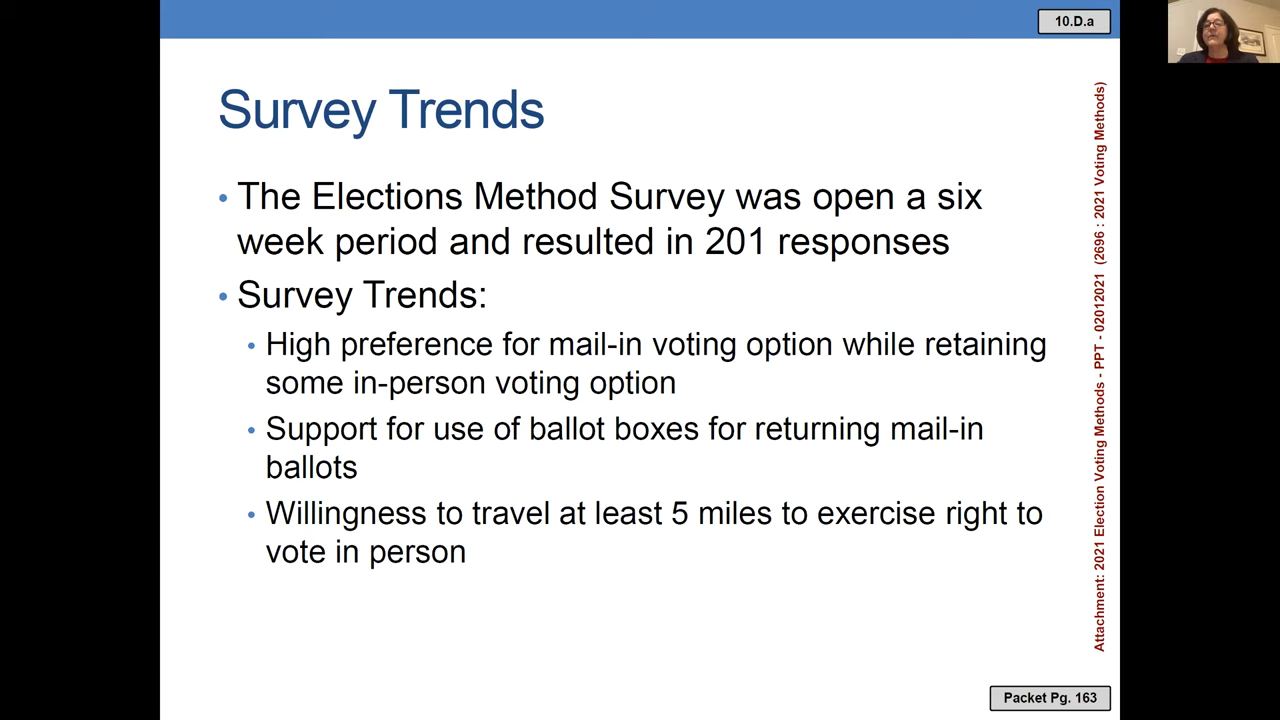 10.D.a
Survey Trends
• The Elections Method Survey was open a six
week period and resulted in 201 responses
• Survey Trends:
• High preference for mail-in voting option while retaining
some in-person voting option
• Support for use of ballot boxes for returning mail-in
ballots
• Willingness to travel at least 5 miles to exercise right to
vote in person
Attachment: 2021 Election Voting Methods - PPT - 02012021 (2696 : 2021 Voting Methods)
Packet Pg. 163